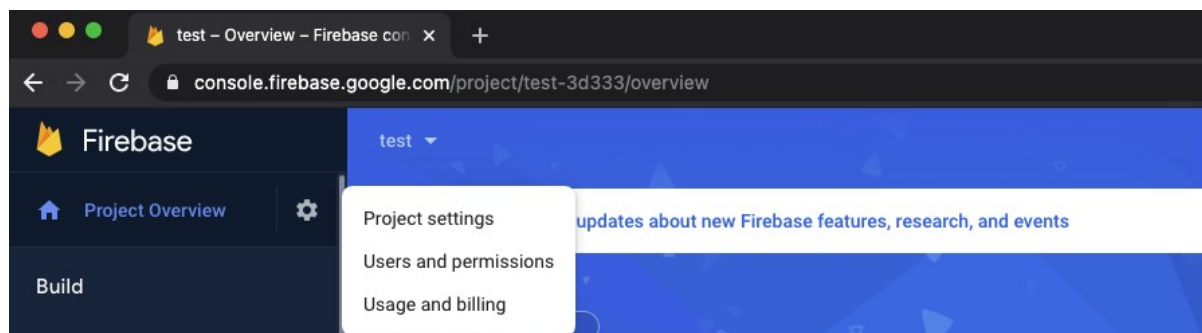 test – Overview – Firebase con
console.firebase.google.com/project/test-3d333/overview
Firebase
test
Project Overview
Project settings
updates about new Firebase features, research, and events
Users and permissions
Build
Usage and billing